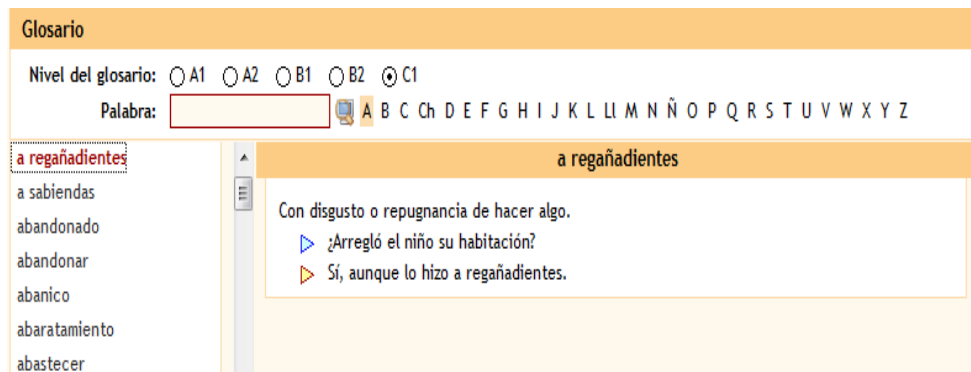 Glosario
Nivel del glosario: A1 A2 B1 B2 C1
Palabra: A B C Ch D E F G H I J K L Ll M N Ñ O P Q R S T U V W X Y Z
a regañadientes
a sabiendas
abandonado
abandonar
abanico
abaratamiento
abastecer
a regañadientes
Con disgusto o repugnancia de hacer algo.
¿Arregló el niño su habitación?
Sí, aunque lo hizo a regañadientes.